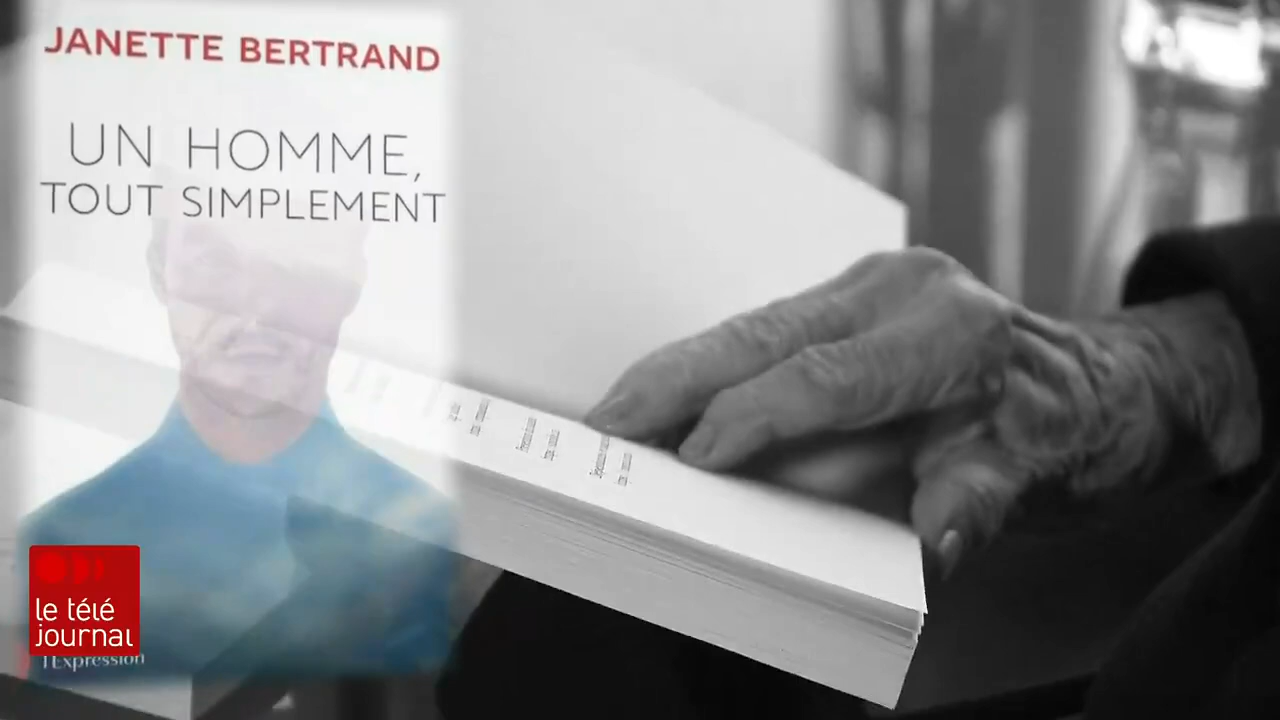 JANETTE BERTRAND
UN HOMME,
TOUT SIMPLEMENT
le télé
journal
l'Expression